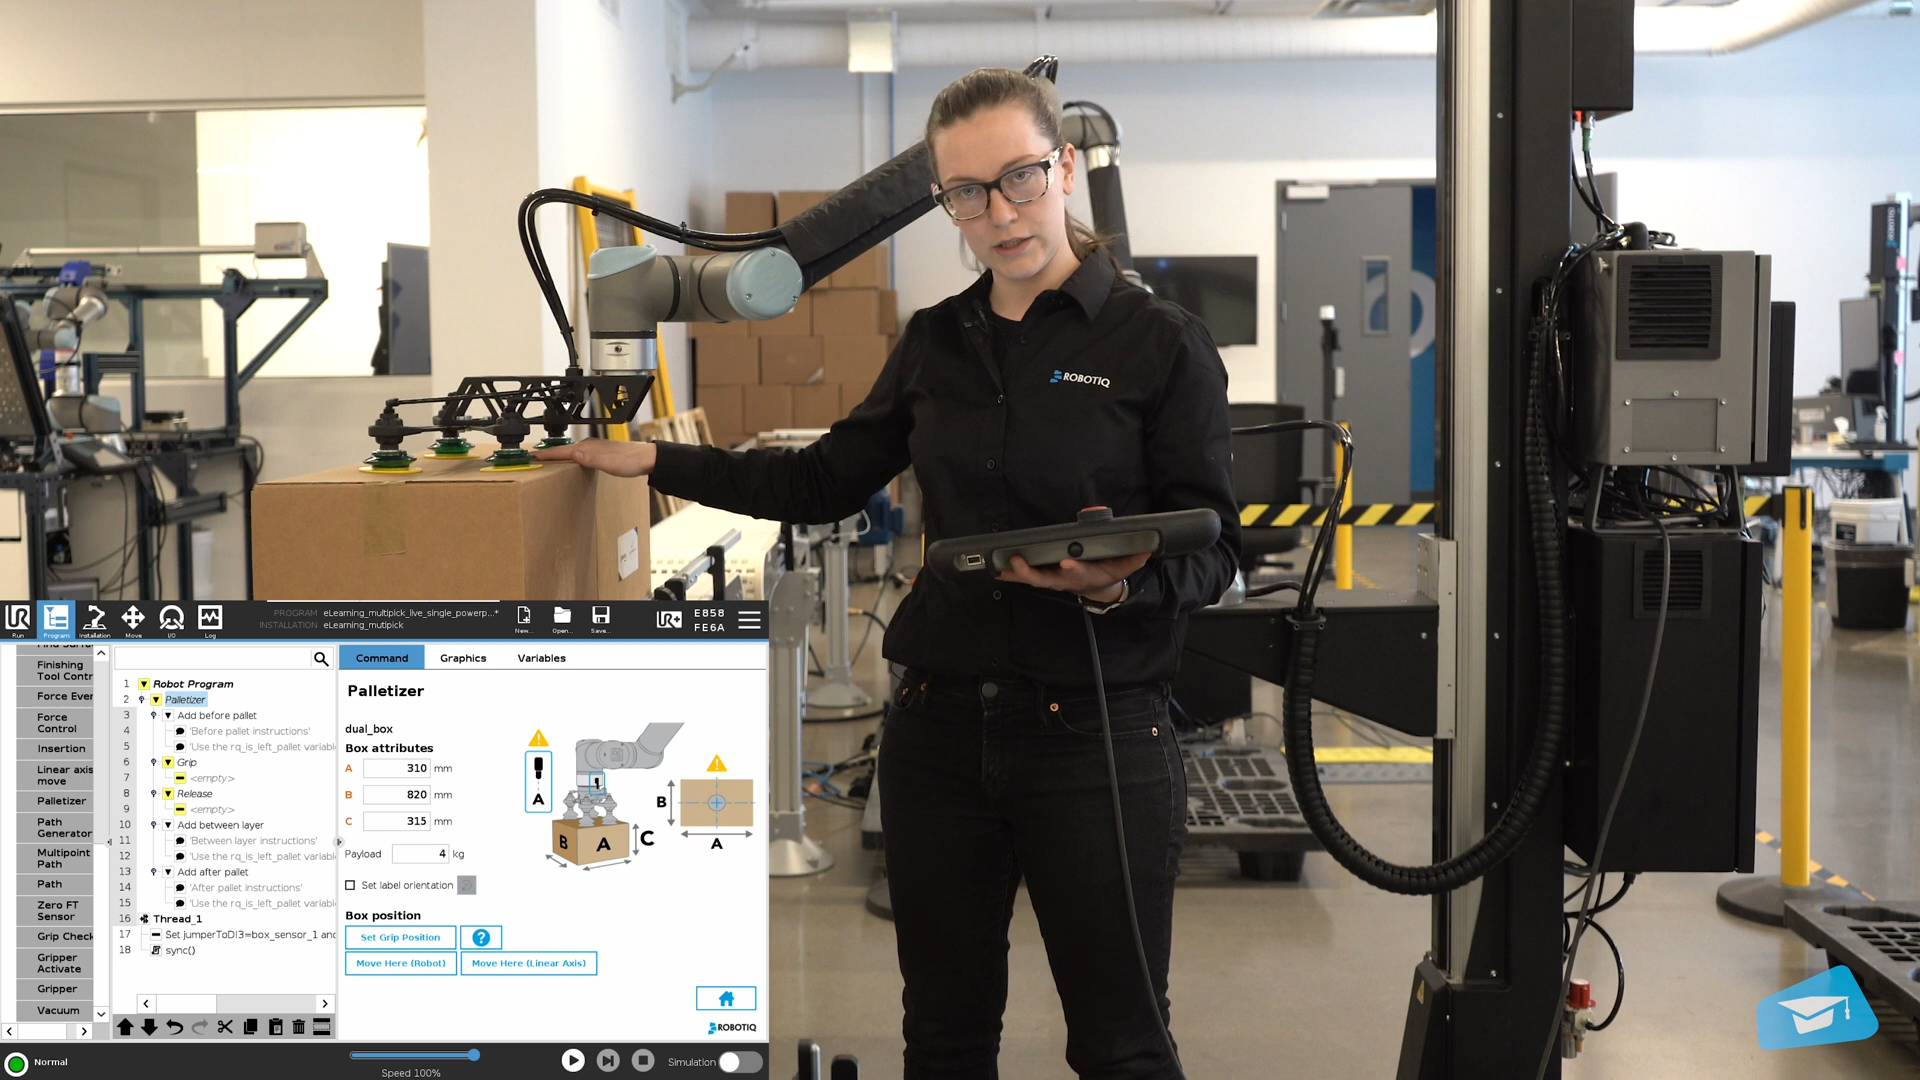 ROBOTIQ
PROGRAM eLearning_multipick_live_single_powerp...*
INSTALLATION eLearning_multipick
New... Open... Save...
E858
FE6A
Run Program Installation Move I/O Log
Finishing
Tool Contr
Force Ever
Force
Control
Insertion
Linear axis
move
Palletizer
Path
Generator
Multipoint
Path
Path
Zero FT
Sensor
Grip Check
Gripper
Activate
Gripper
Vacuum
1 Robot Program
2 Palletizer
3 Add before pallet
4 'Before pallet instructions'
5 'Use the rq_is_left_pallet variabl
6 Grip
7 <empty>
8 Release
9 <empty>
10 Add between layer
11 'Between layer instructions'
12 'Use the rq_is_left_pallet variabl
13 Add after pallet
14 'After pallet instructions'
15 'Use the rq_is_left_pallet variabl
16 Thread_1
17 Set jumperToDI3=box_sensor_1 and
18 sync()
Command Graphics Variables
Palletizer
dual_box
Box attributes
A 310 mm
B 820 mm
C 315 mm
Payload 4 kg
Set label orientation
Box position
Set Grip Position ?
Move Here (Robot) Move Here (Linear Axis)
A
B A C
B
A
ROBOTIQ
Normal
Speed 100%
Simulation